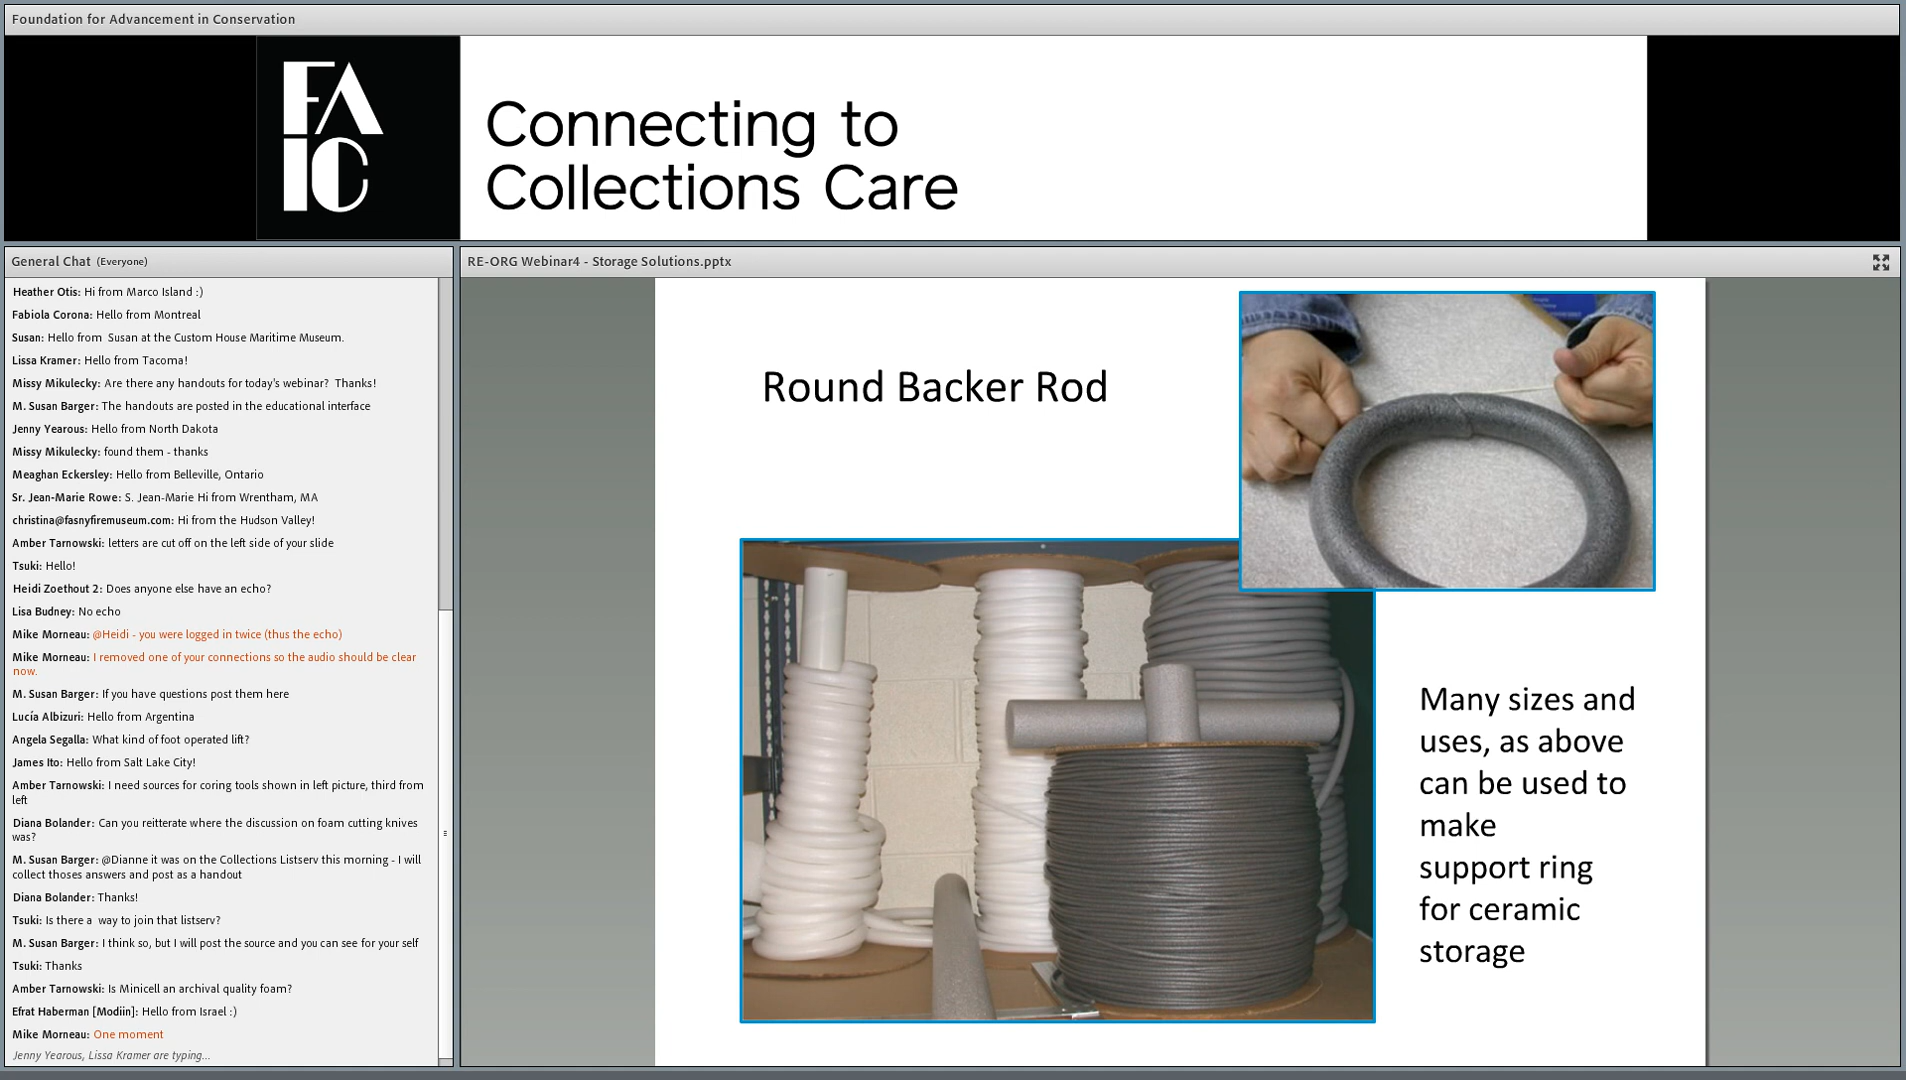 Foundation for Advancement in Conservation
FA
IC
Connecting to
Collections Care
General Chat (Everyone)
Heather Otis: Hi from Marco Island :)
Fabiola Corona: Hello from Montreal
Susan: Hello from  Susan at the Custom House Maritime Museum.
Lissa Kramer: Hello from Tacoma!
Missy Mikulecky: Are there any handouts for today's webinar?  Thanks!
M. Susan Barger: The handouts are posted in the educational interface
Jenny Yearous: Hello from North Dakota
Missy Mikulecky: found them - thanks
Meaghan Eckersley: Hello from Belleville, Ontario
Sr. Jean-Marie Rowe: S. Jean-Marie Hi from Wrentham, MA
christina@fasnyfiremuseum.com: Hi from the Hudson Valley!
Amber Tarnowski: letters are cut off on the left side of your slide
Tsuki: Hello!
Heidi Zoethout 2: Does anyone else have an echo?
Lisa Budney: No echo
Mike Morneau: @Heidi - you were logged in twice (thus the echo)
Mike Morneau: I removed one of your connections so the audio should be clear
now.
M. Susan Barger: If you have questions post them here
Lucía Albizuri: Hello from Argentina
Angela Segalla: What kind of foot operated lift?
James Ito: Hello from Salt Lake City!
Amber Tarnowski: I need sources for coring tools shown in left picture, third from
left
Diana Bolander: Can you reitterate where the discussion on foam cutting knives
was?
M. Susan Barger: @Dianne it was on the Collections Listserv this morning - I will
collect thoses answers and post as a handout
Diana Bolander: Thanks!
Tsuki: Is there a  way to join that listserv?
M. Susan Barger: I think so, but I will post the source and you can see for your self
Tsuki: Thanks
Amber Tarnowski: Is Minicell an archival quality foam?
Efrat Haberman [Modiin]: Hello from Israel :)
Mike Morneau: One moment
Jenny Yearous, Lissa Kramer are typing...
RE-ORG Webinar4 - Storage Solutions.pptx
Round Backer Rod
Many sizes and
uses, as above
can be used to
make
support ring
for ceramic
storage